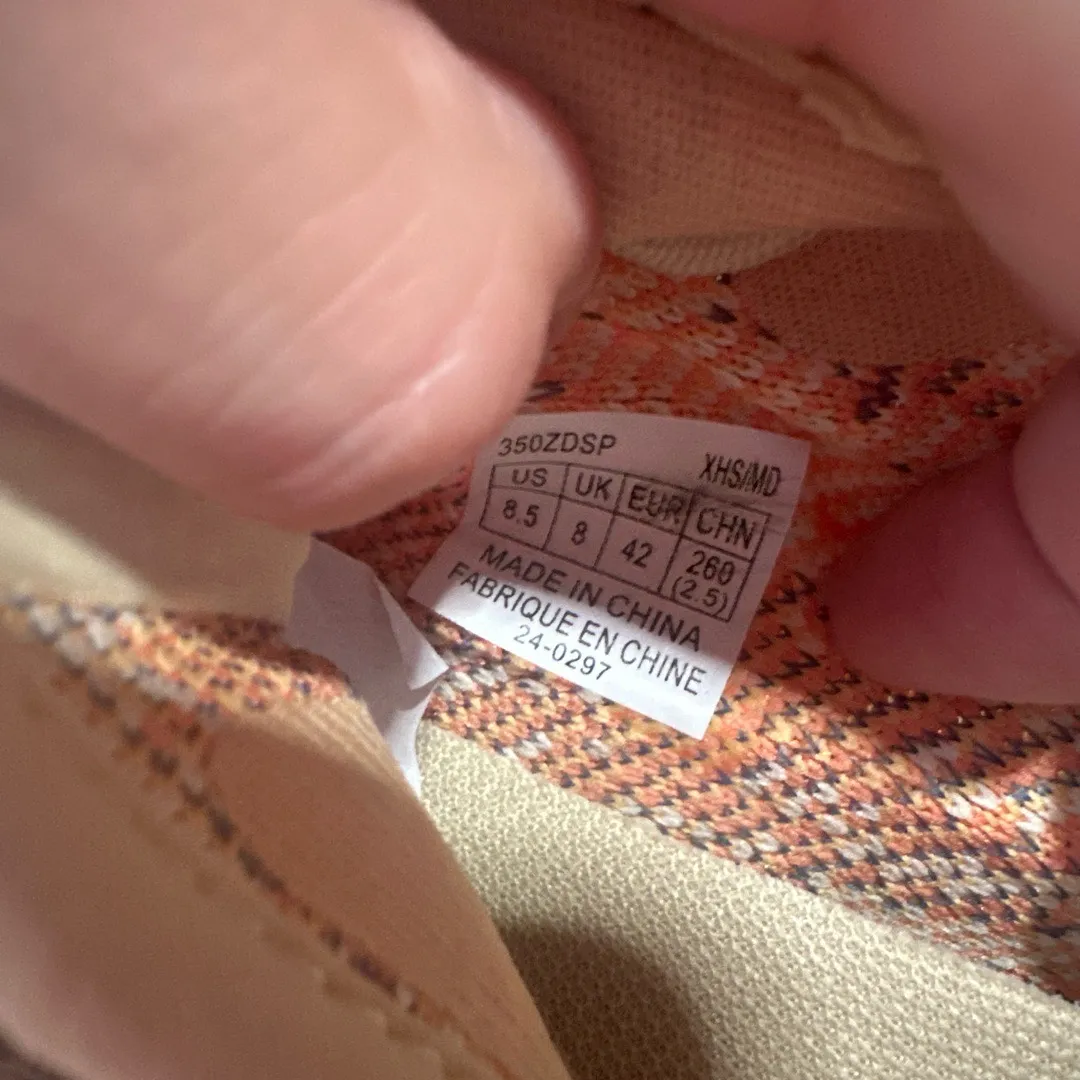 350ZDSP XHS/MD
US UK EUR CHN
8.5 8 42 260 (2.5)
MADE IN CHINA
FABRIQUE EN CHINE
24-0297